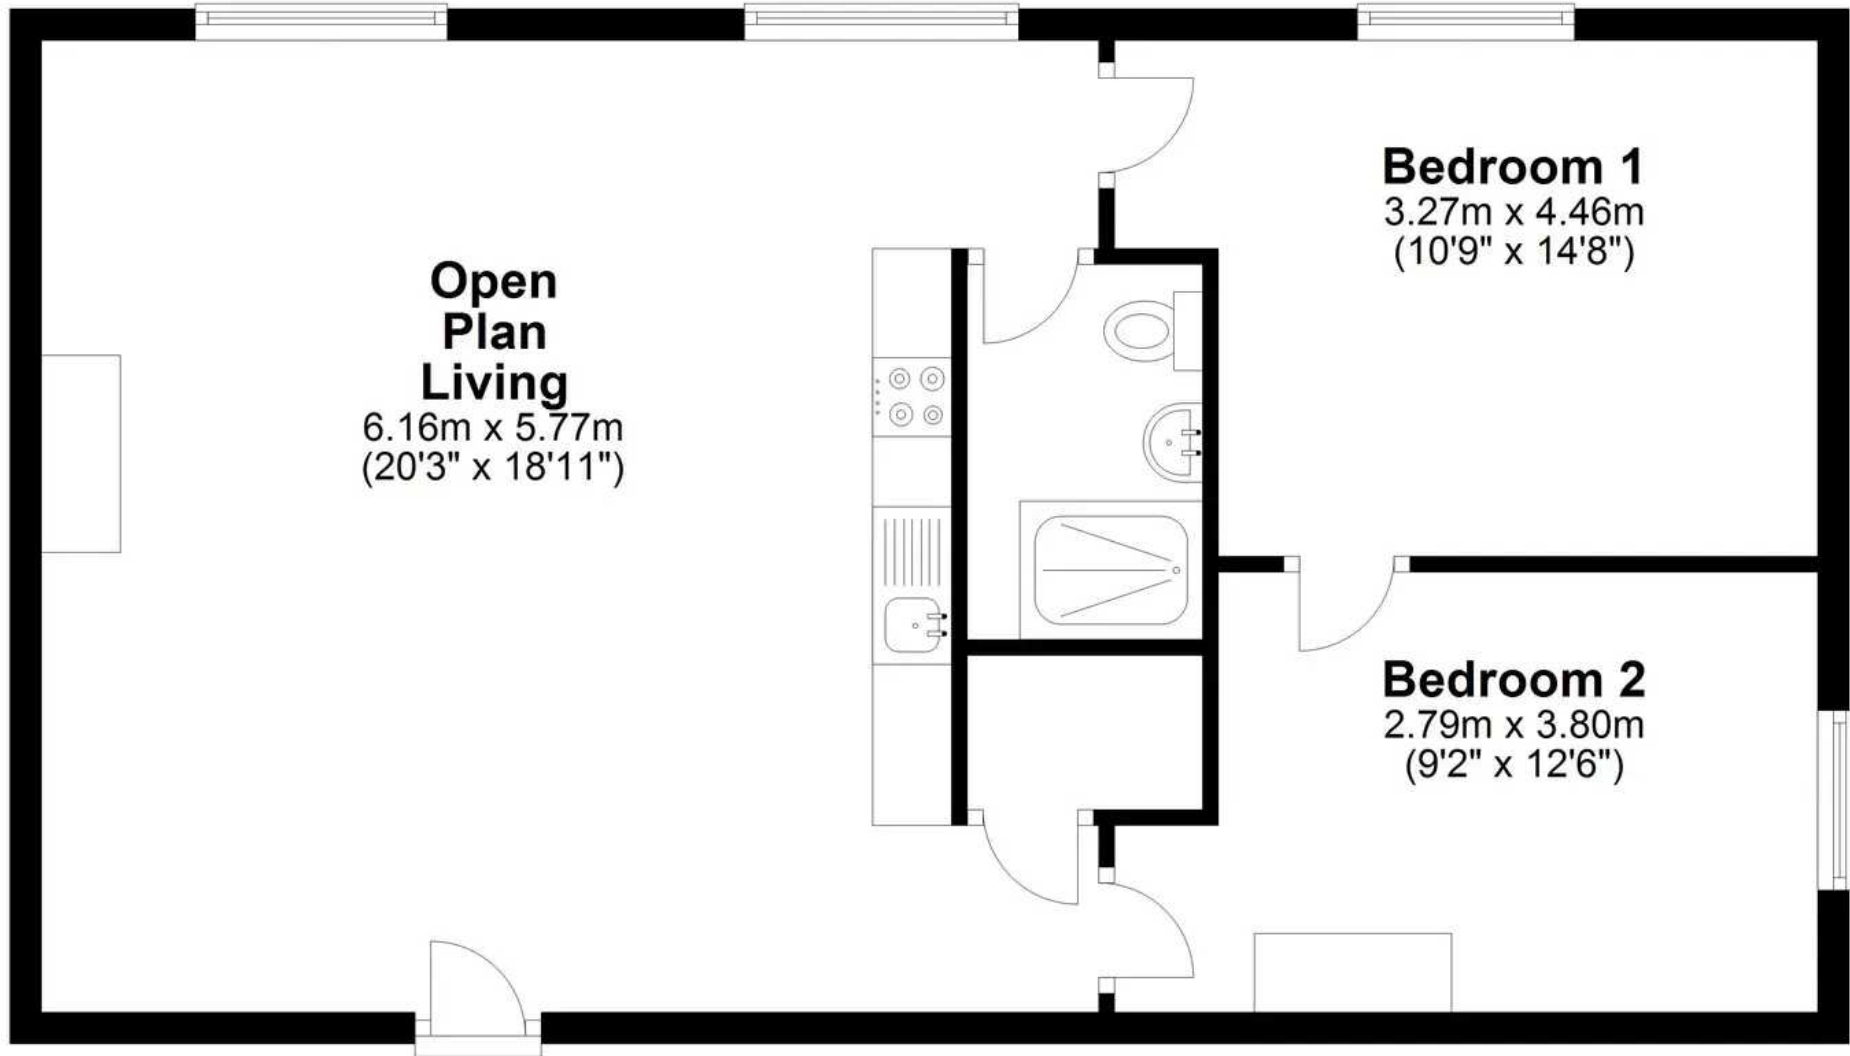 Open
Plan
Living
6.16m x 5.77m
(20'3" x 18'11")
Bedroom 1
3.27m x 4.46m
(10'9" x 14'8")
Bedroom 2
2.79m x 3.80m
(9'2" x 12'6")